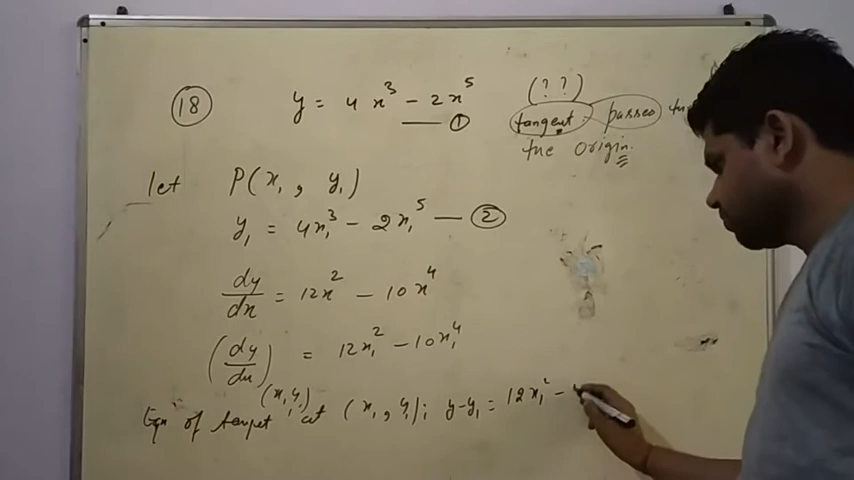 (18) y = 4x³ - 2x⁵ —— ①
(??)
tangent. passes
the origin.
let P(x₁, y₁)
y₁ = 4x₁³ - 2x₁⁵ —— ②
dy/dx = 12x² - 10x⁴
(dy/dx)(x₁,y₁) = 12x₁² - 10x₁⁴
Eqn of tangent at (x₁, y₁); y-y₁ = 12x₁² -